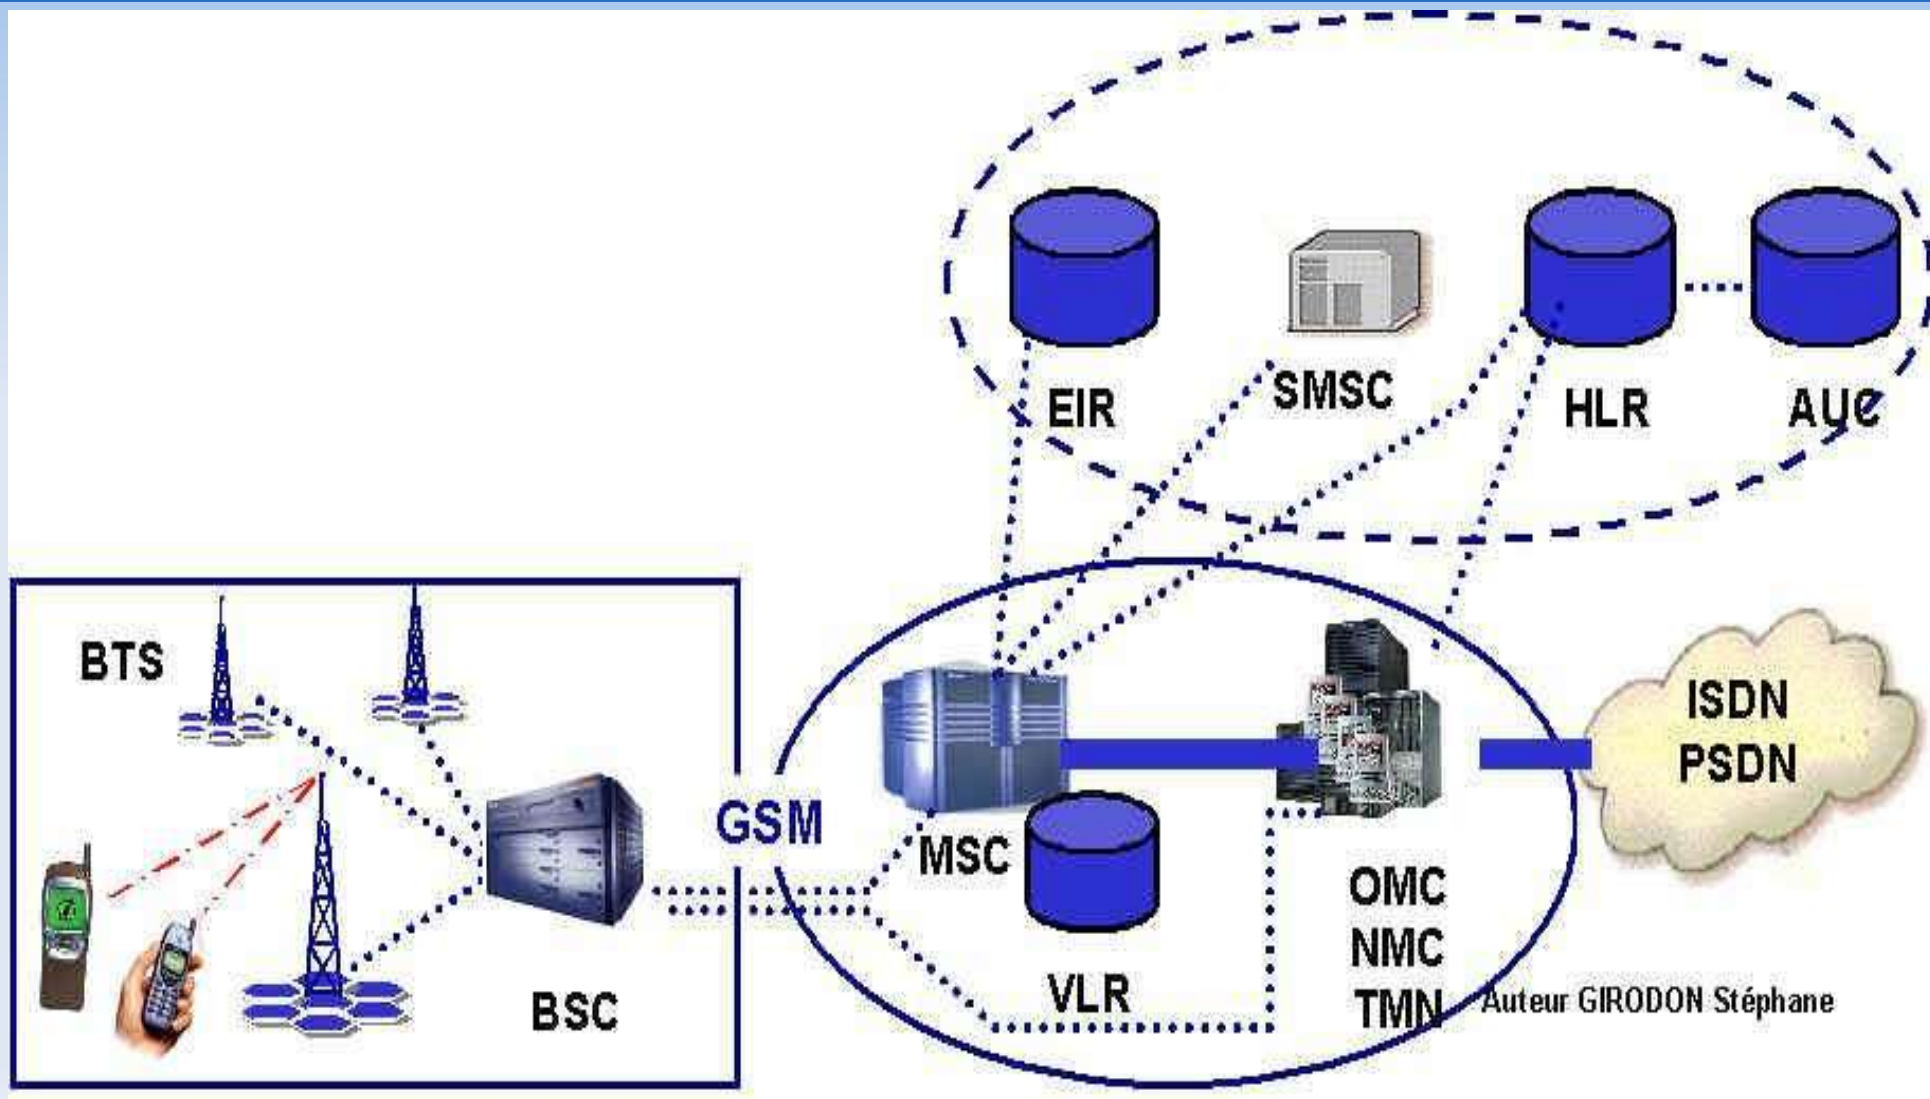 EIR
SMSC
HLR
AUC
BTS
BSC
GSM
MSC
VLR
OMC
NMC
TMN
ISDN
PSDN
Auteur GIRODON Stéphane